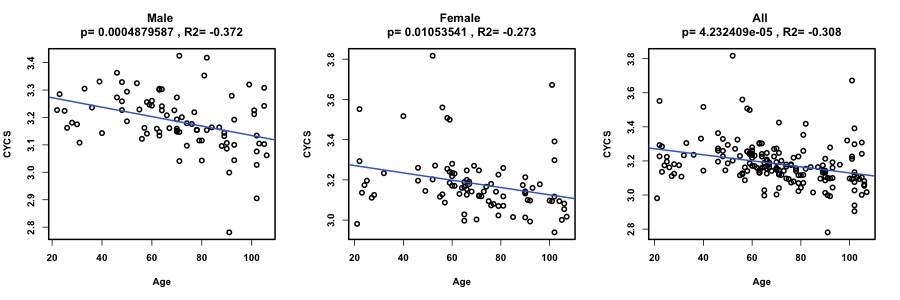 Male
p= 0.0004879587 , R2= -0.372
CYCS
3.4
3.3
3.2
3.1
3.0
2.9
2.8
20 40 60 80 100
Age
Female
p= 0.01053541 , R2= -0.273
CYCS
3.8
3.6
3.4
3.2
3.0
20 40 60 80 100
Age
All
p= 4.232409e-05 , R2= -0.308
CYCS
3.8
3.6
3.4
3.2
3.0
2.8
20 40 60 80 100
Age